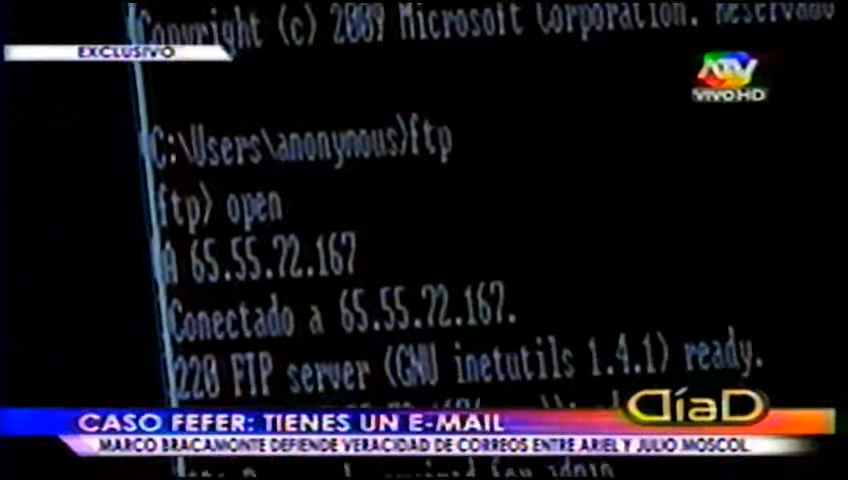 Copyright (c) 2009 Microsoft Corporation. Reservado
EXCLUSIVO
ATV
VIVO HD
C:\Users\anonymous>ftp
ftp> open
A 65.55.72.167
Conectado a 65.55.72.167.
220 FTP server (GNU inetutils 1.4.1) ready.
DíaD
CASO FEFER: TIENES UN E-MAIL
MARCO BRACAMONTE DEFIENDE VERACIDAD DE CORREOS ENTRE ARIEL Y JULIO MOSCOL
admin